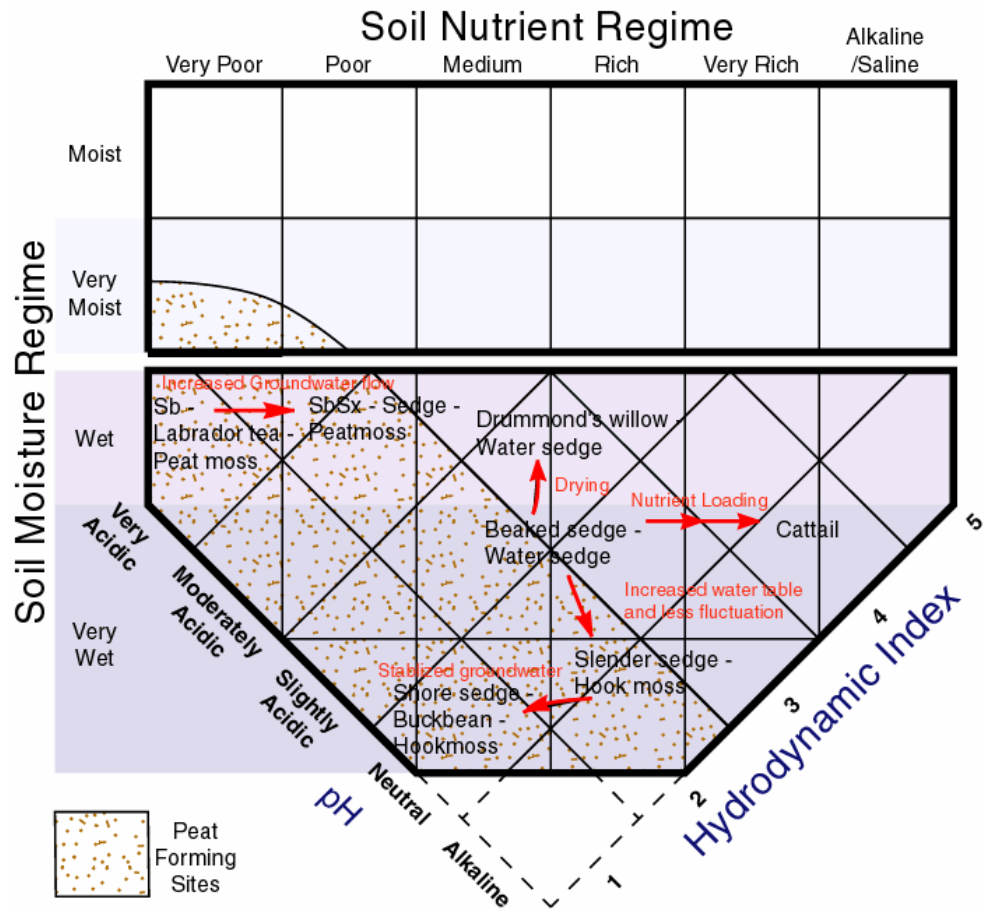 Soil Nutrient Regime
Very Poor
Poor
Medium
Rich
Very Rich
Alkaline
/Saline
Soil Moisture Regime
Moist
Very
Moist
Wet
Very
Wet
Increased Groundwater flow
Sb -
Labrador tea -
Peat moss
SbSx - Sedge -
Peatmoss
Drummond's willow -
Water sedge
Drying
Beaked sedge -
Water sedge
Nutrient Loading
Cattail
Increased water table
and less fluctuation
Slender sedge -
Hook moss
Stablized groundwater
Shore sedge -
Buckbean -
Hookmoss
Very
Acidic
Moderately
Acidic
Slightly
Acidic
Neutral
Alkaline
pH
1
2
3
4
5
Hydrodynamic Index
Peat
Forming
Sites